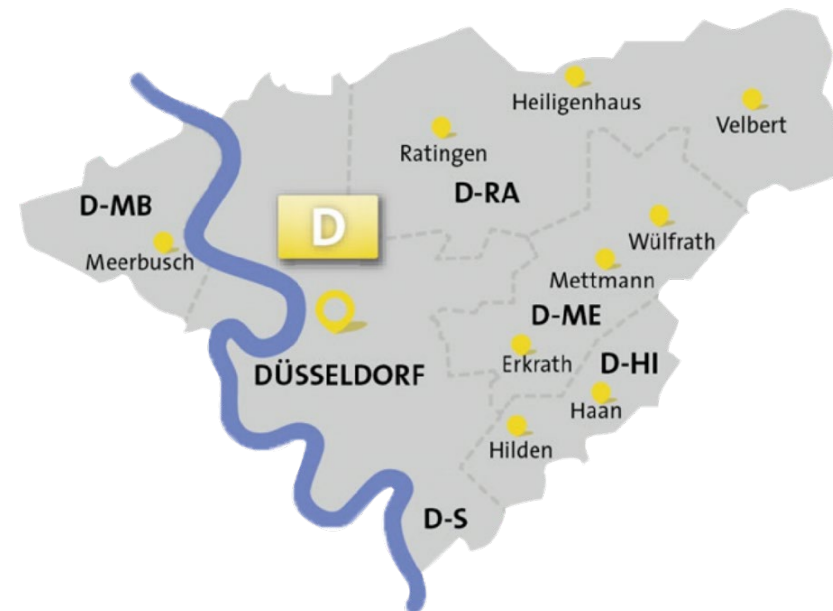 Heiligenhaus
Velbert
Ratingen
D-RA
D-MB
D
Wülfrath
Meerbusch
Mettmann
D-ME
Erkrath
D-HI
DÜSSELDORF
Haan
Hilden
D-S